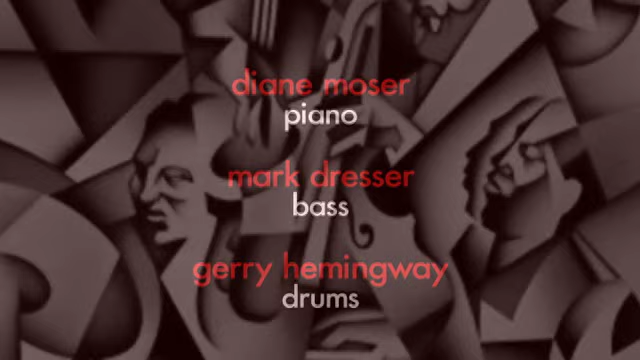 diane moser
piano
mark dresser
bass
gerry hemingway
drums